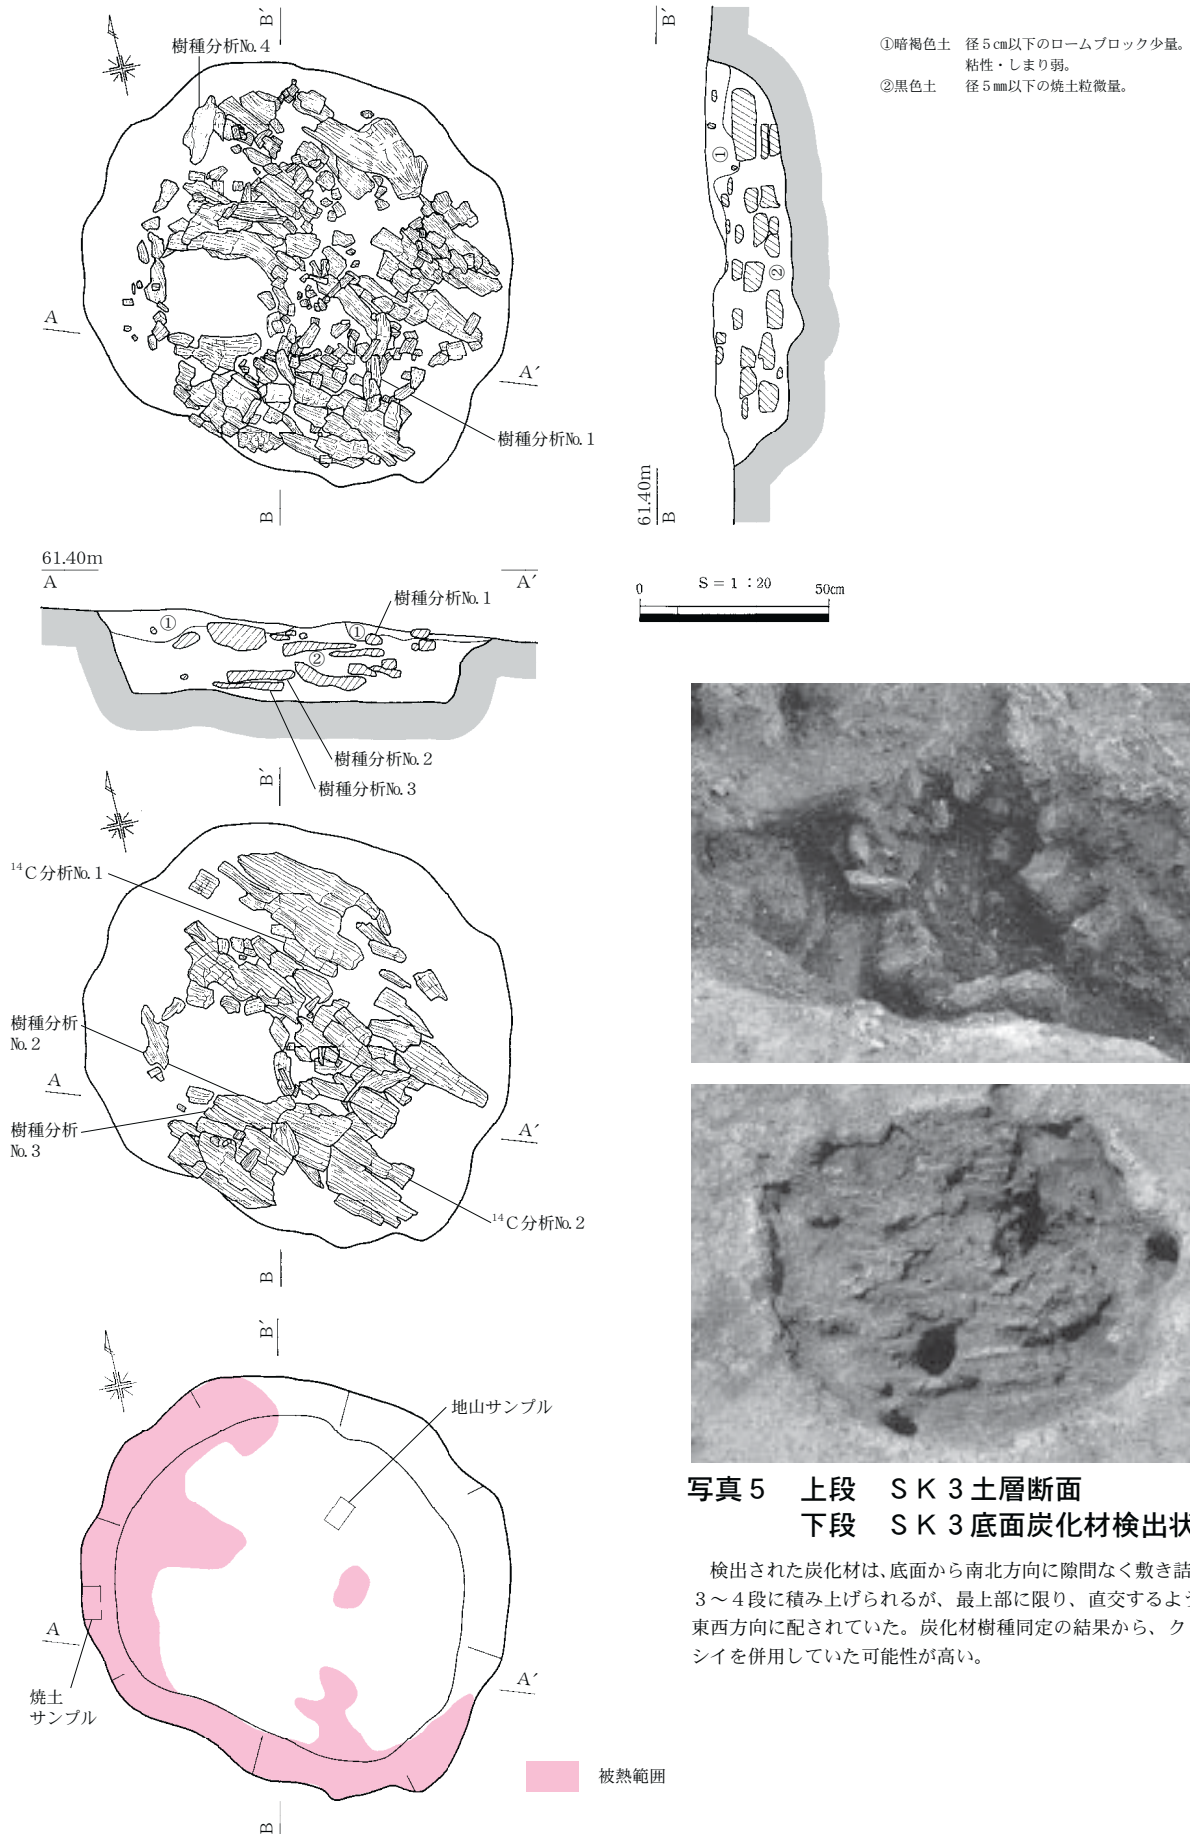 B′
樹種分析№4
A
A′
樹種分析№1
B
B′
①暗褐色土 径5㎝以下のロームブロック少量。
粘性・しまり弱。
②黒色土 径5㎜以下の焼土粒微量。
①
②
61.40m
B
61.40m
A
A′
樹種分析№1
①
①
②
樹種分析№2
樹種分析№3
0 S=1:20 50㎝
B′
¹⁴C分析№1
樹種分析
№2
A
樹種分析
№3
A′
¹⁴C分析№2
B
B′
地山サンプル
A
A′
焼土
サンプル
B
被熱範囲
写真5 上段 SK3土層断面
下段 SK3底面炭化材検出状
検出された炭化材は、底面から南北方向に隙間なく敷き詰
3～4段に積み上げられるが、最上部に限り、直交するよう
東西方向に配されていた。炭化材樹種同定の結果から、ク
シイを併用していた可能性が高い。